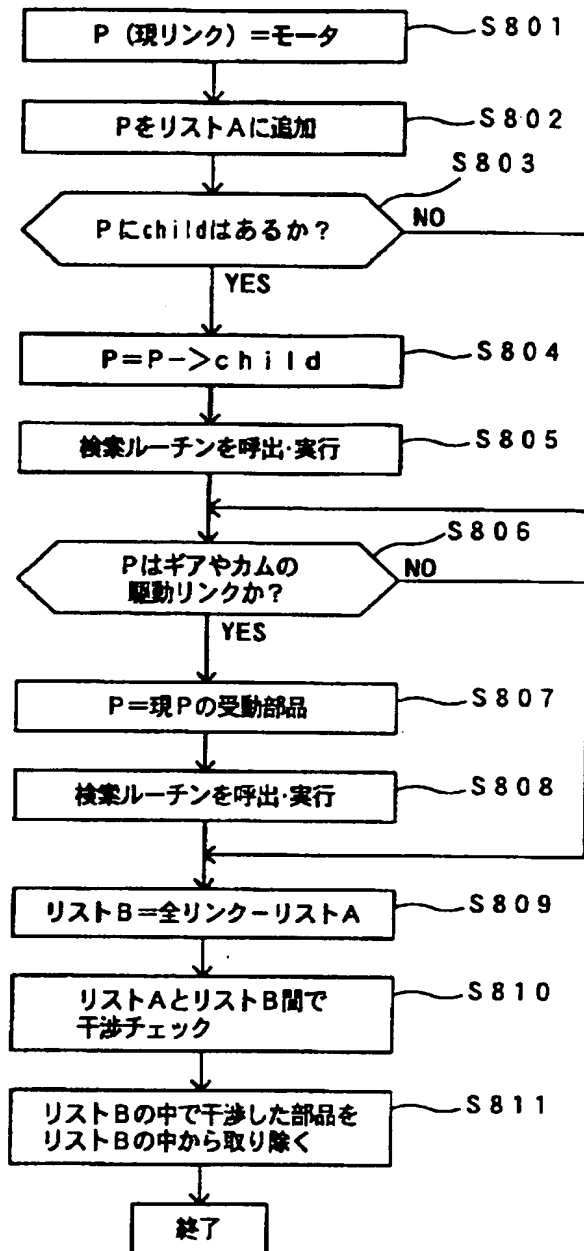 P (現リンク) =モータ
S801
PをリストAに追加
S802
S803
Pにchildはあるか?
NO
YES
P=P->child
S804
検索ルーチンを呼出·実行
S805
S806
Pはギアやカムの
駆動リンクか?
NO
YES
P=現Pの受動部品
S807
検索ルーチンを呼出·実行
S808
リストB=全リンク-リストA
S809
リストAとリストB間で
干渉チェック
S810
リストBの中で干渉した部品を
リストBの中から取り除く
S811
終了